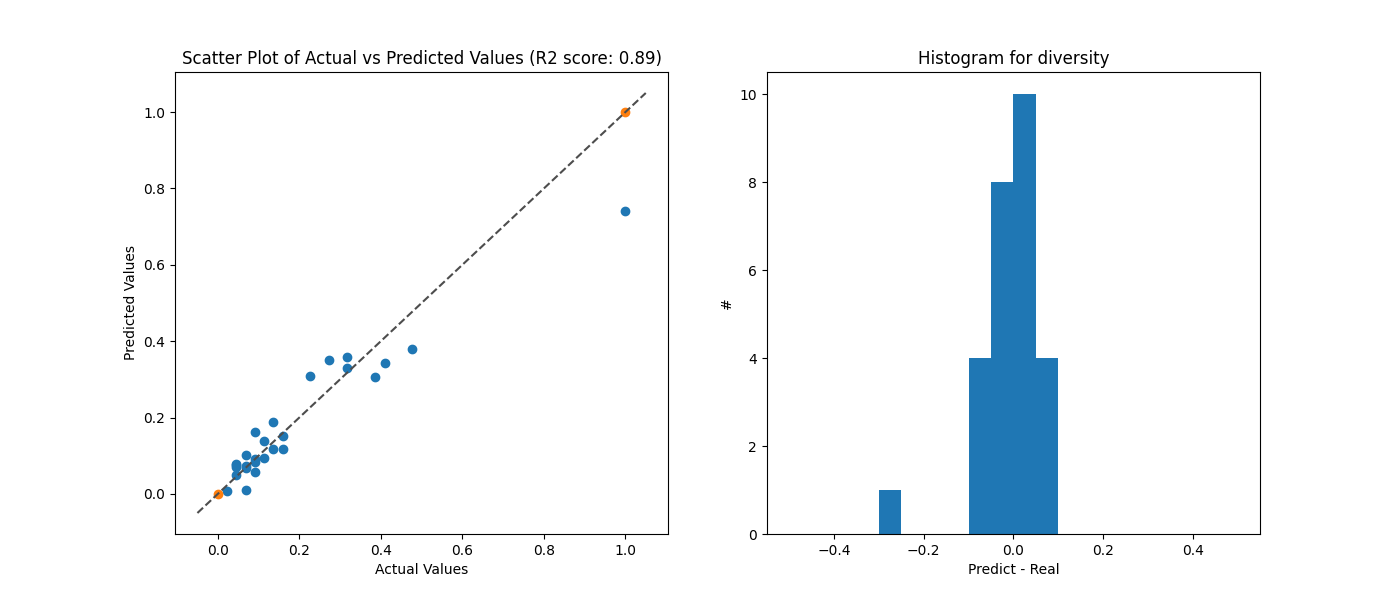 Scatter Plot of Actual vs Predicted Values (R2 score: 0.89)
Predicted Values
1.0
0.8
0.6
0.4
0.2
0.0
0.0 0.2 0.4 0.6 0.8 1.0
Actual Values
Histogram for diversity
#
10
8
6
4
2
0
−0.4 −0.2 0.0 0.2 0.4
Predict - Real